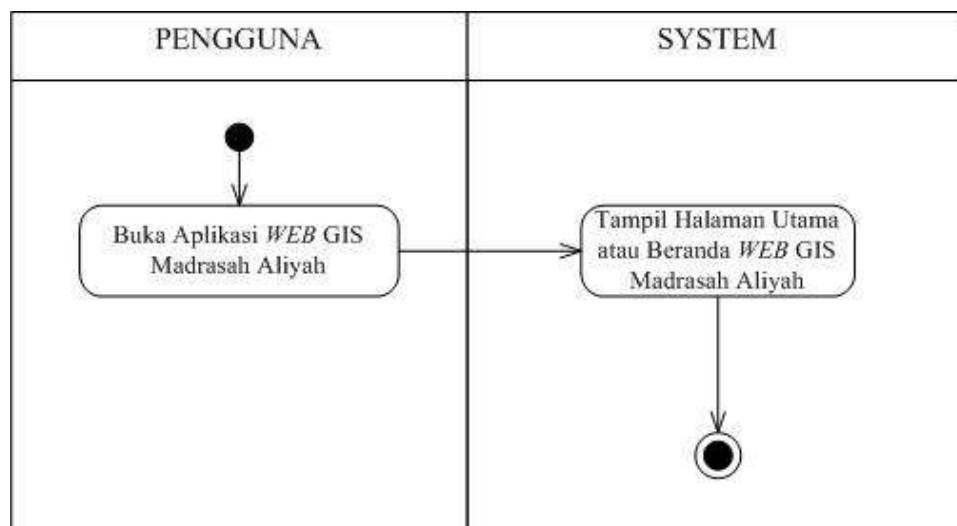 PENGGUNA
SYSTEM
Buka Aplikasi WEB GIS
Madrasah Aliyah
Tampil Halaman Utama
atau Beranda WEB GIS
Madrasah Aliyah